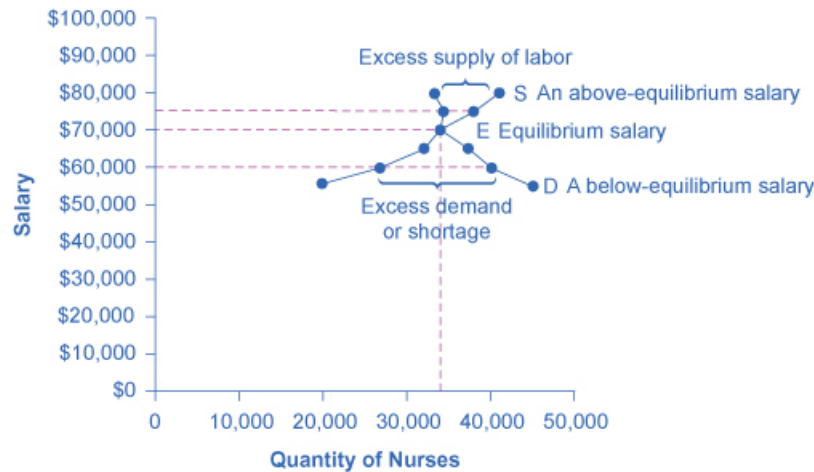 $100,000
$90,000
Excess supply of labor
$80,000
S An above-equilibrium salary
$70,000
E Equilibrium salary
$60,000
D A below-equilibrium salary
$50,000
Excess demand
or shortage
$40,000
$30,000
$20,000
$10,000
$0
Salary
0 10,000 20,000 30,000 40,000 50,000
Quantity of Nurses